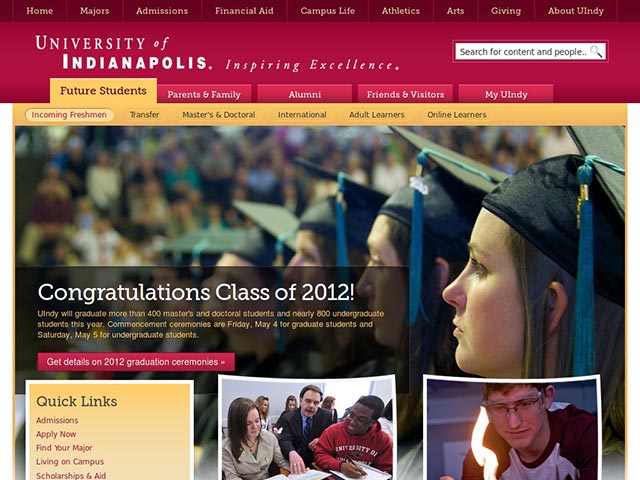 Home Majors Admissions Financial Aid Campus Life Athletics Arts Giving About UIndy
UNIVERSITY of
INDIANAPOLIS. Inspiring Excellence.
Search for content and people..
Future Students Parents & Family Alumni Friends & Visitors My UIndy
Incoming Freshmen Transfer Master's & Doctoral International Adult Learners Online Learners
Congratulations Class of 2012!
UIndy will graduate more than 400 master's and doctoral students and nearly 800 undergraduate
students this year. Commencement ceremonies are Friday, May 4 for graduate students and
Saturday, May 5 for undergraduate students.
Get details on 2012 graduation ceremonies »
Quick Links
Admissions
Apply Now
Find Your Major
Living on Campus
Scholarships & Aid
UNIVERSITY OF